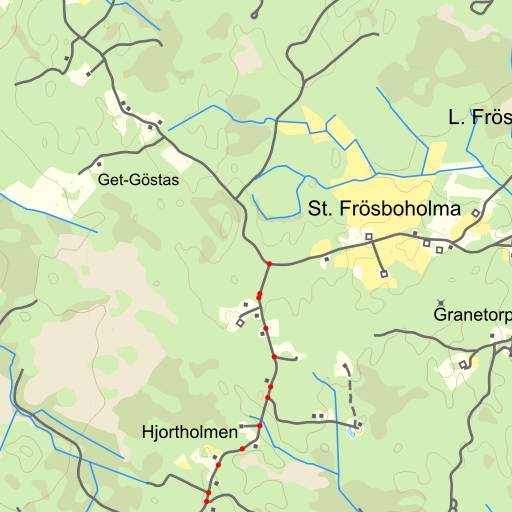 L. Frös
Get-Göstas
St. Frösboholma
Granetorp
Hjortholmen